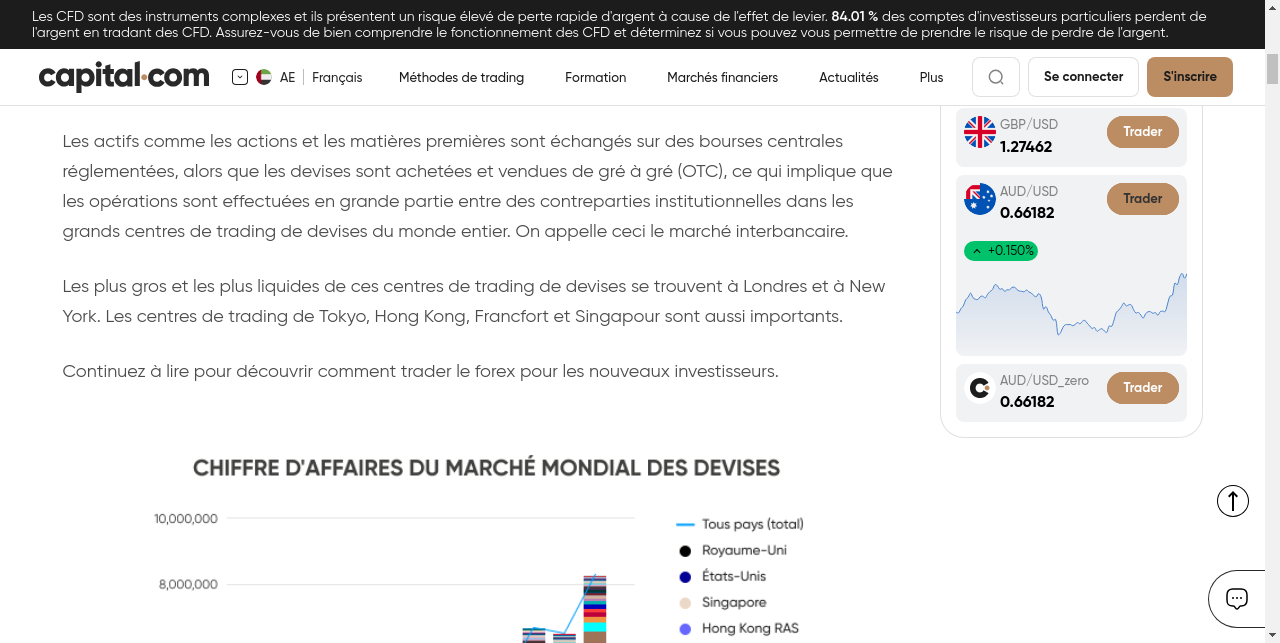 Les CFD sont des instruments complexes et ils présentent un risque élevé de perte rapide d'argent à cause de l'effet de levier. 84.01 % des comptes d'investisseurs particuliers perdent de
l'argent en tradant des CFD. Assurez-vous de bien comprendre le fonctionnement des CFD et déterminez si vous pouvez vous permettre de prendre le risque de perdre de l'argent.
capital.com AE Français Méthodes de trading Formation Marchés financiers Actualités Plus Se connecter S'inscrire
Les actifs comme les actions et les matières premières sont échangés sur des bourses centrales
réglementées, alors que les devises sont achetées et vendues de gré à gré (OTC), ce qui implique que
les opérations sont effectuées en grande partie entre des contreparties institutionnelles dans les
grands centres de trading de devises du monde entier. On appelle ceci le marché interbancaire.
Les plus gros et les plus liquides de ces centres de trading de devises se trouvent à Londres et à New
York. Les centres de trading de Tokyo, Hong Kong, Francfort et Singapour sont aussi importants.
Continuez à lire pour découvrir comment trader le forex pour les nouveaux investisseurs.
CHIFFRE D'AFFAIRES DU MARCHÉ MONDIAL DES DEVISES
10,000,000
8,000,000
Tous pays (total)
Royaume-Uni
États-Unis
Singapore
Hong Kong RAS
GBP/USD
1.27462
Trader
AUD/USD
0.66182
Trader
+0.150%
AUD/USD_zero
0.66182
Trader